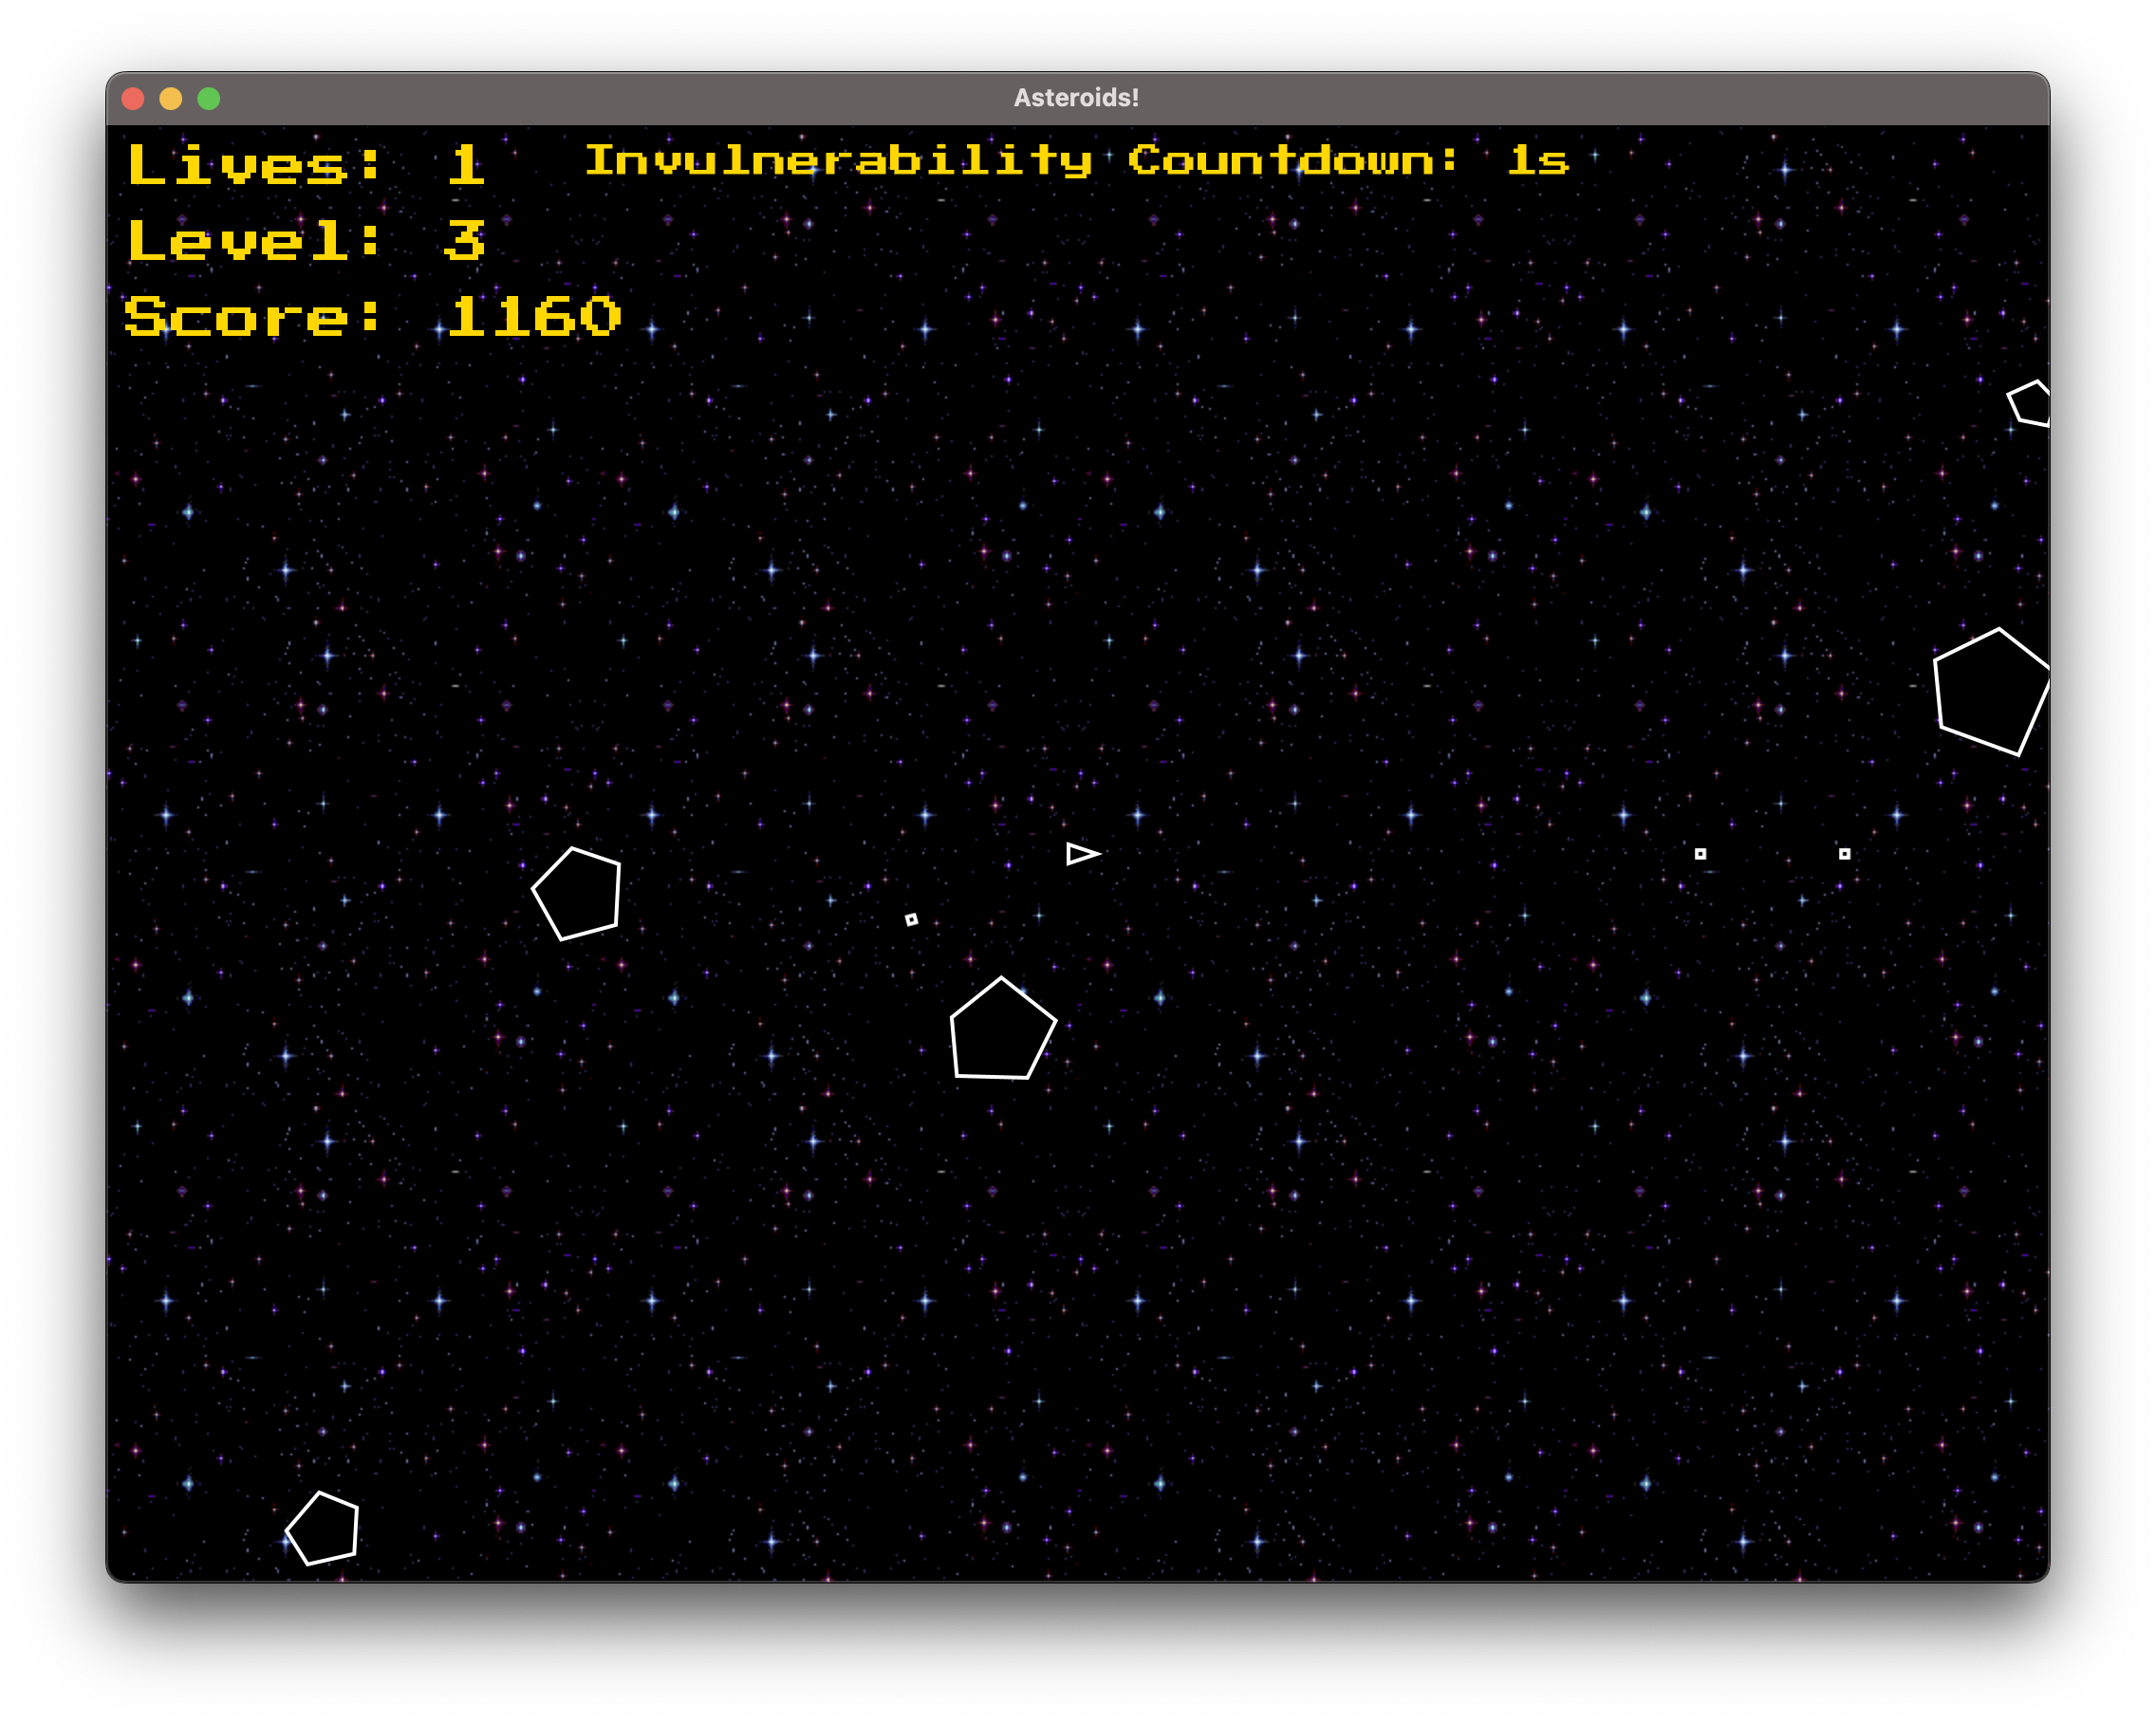 Asteroids!
Lives: 1
Invulnerability Countdown: 1s
Level: 3
Score: 1160